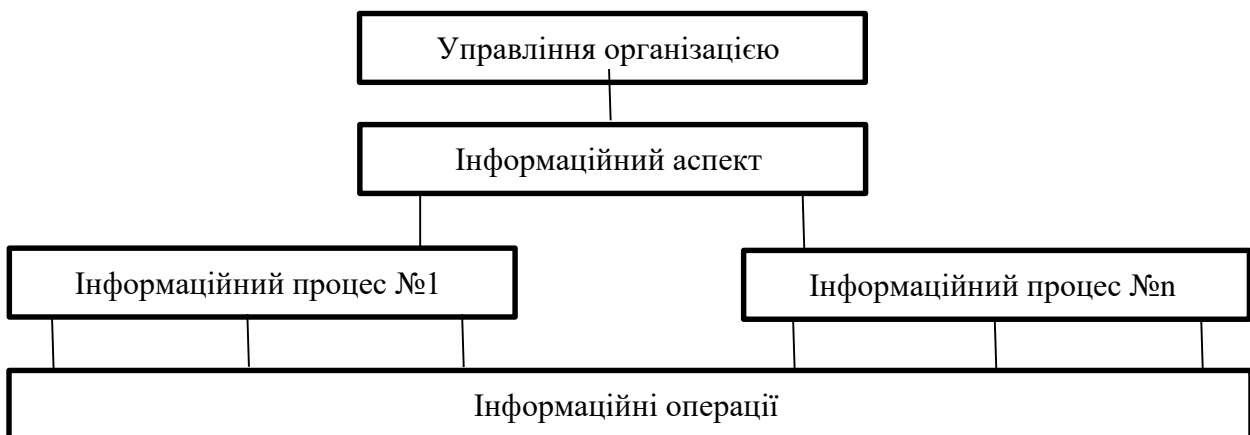 Управління організацією
Інформаційний аспект
Інформаційний процес №1
Інформаційний процес №n
Інформаційні операції